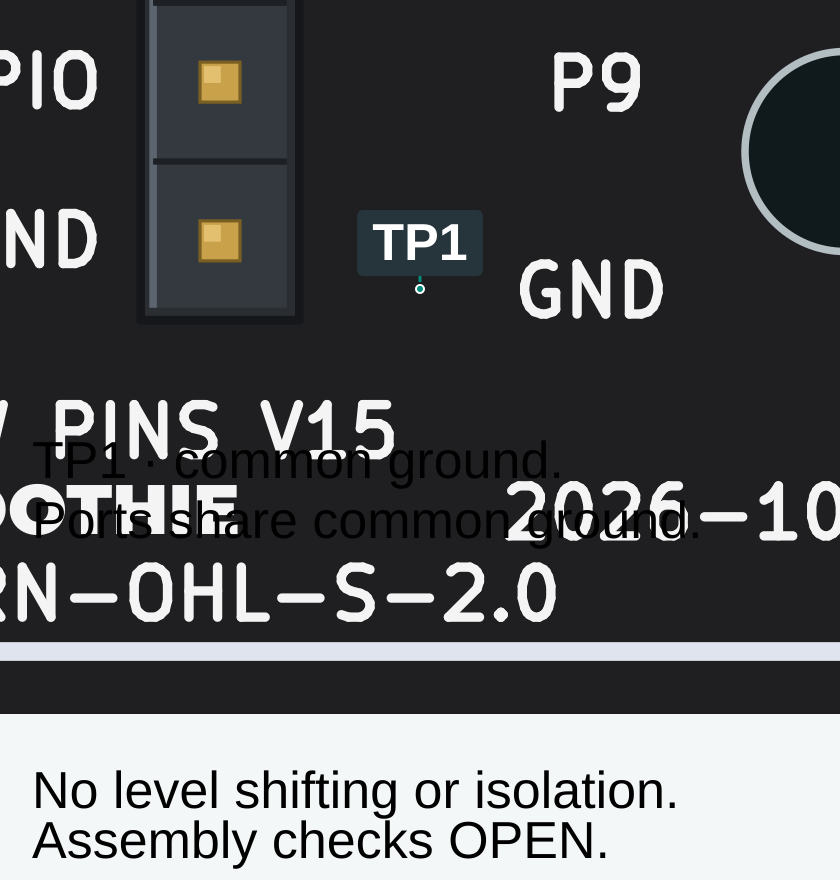 PIO
P9
ND
TP1
GND
PINS V15
TP1 · common ground.
OTHIE
2026-10
Ports share common ground.
RN-OHL-S-2.0
No level shifting or isolation.
Assembly checks OPEN.